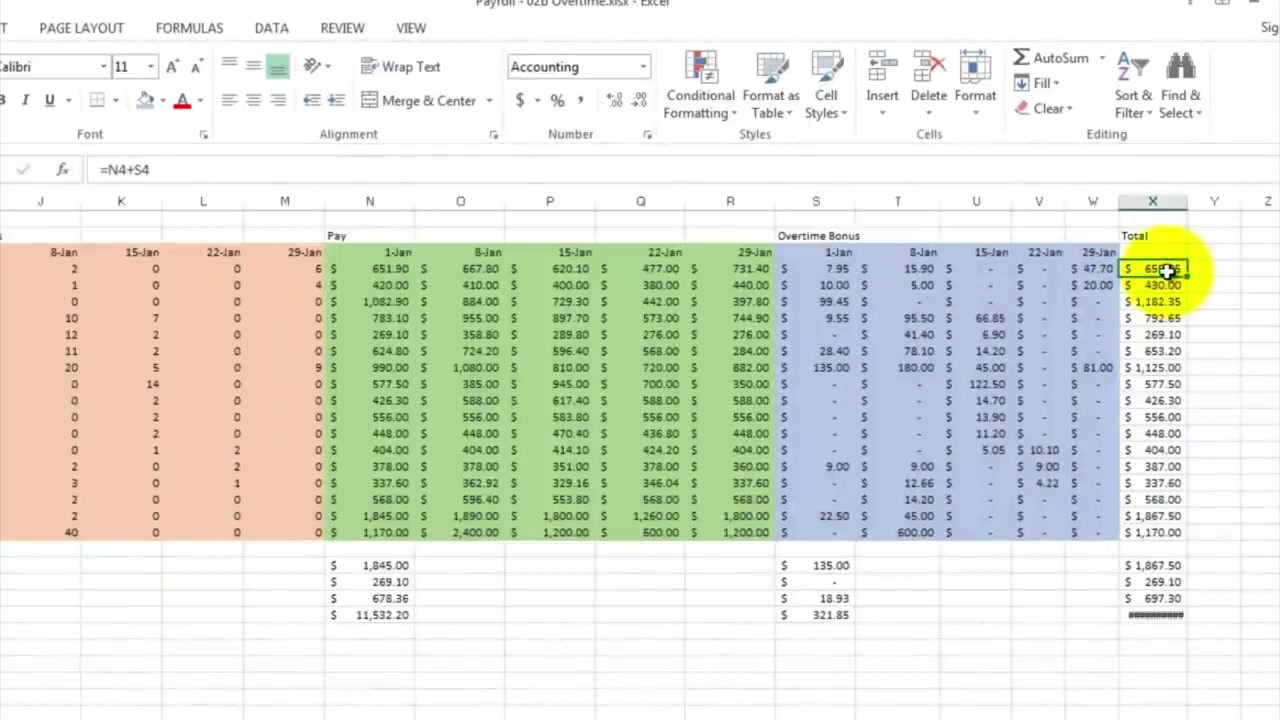 Payroll - 02b Overtime.xlsx - Excel
PAGE LAYOUT FORMULAS DATA REVIEW VIEW
Calibri 11 Wrap Text Accounting AutoSum
I U Merge & Center $ % , Conditional Formatting Format as Table Cell Styles Insert Delete Format Fill Clear Sort & Filter Find & Select
Font Alignment Number Styles Cells Editing
fx =N4+S4
J K L M N O P Q R S T U V W X Y Z
Pay Overtime Bonus Total
8-Jan 15-Jan 22-Jan 29-Jan 1-Jan 8-Jan 15-Jan 22-Jan 29-Jan 1-Jan 8-Jan 15-Jan 22-Jan 29-Jan
2 0 0 6 $ 651.90 $ 667.80 $ 620.10 $ 477.00 $ 731.40 $ 7.95 $ 15.90 $ - $ - $ 47.70 $
1 0 0 4 $ 420.00 $ 410.00 $ 400.00 $ 380.00 $ 440.00 $ 10.00 $ 5.00 $ - $ - $ 20.00 $ 430.00
0 0 0 0 $ 1,082.90 $ 884.00 $ 729.30 $ 442.00 $ 397.80 $ 99.45 $ - $ - $ - $ - $ 1,182.35
10 7 0 0 $ 783.10 $ 955.00 $ 897.70 $ 573.00 $ 744.90 $ 9.55 $ 95.50 $ 66.85 $ - $ - $ 792.65
12 2 0 0 $ 269.10 $ 358.80 $ 289.80 $ 276.00 $ 276.00 $ - $ 41.40 $ 6.90 $ - $ - $ 269.10
11 2 0 0 $ 624.80 $ 724.20 $ 596.40 $ 568.00 $ 284.00 $ 28.40 $ 78.10 $ 14.20 $ - $ - $ 653.20
20 5 0 9 $ 990.00 $ 1,080.00 $ 810.00 $ 720.00 $ 882.00 $ 135.00 $ 180.00 $ 45.00 $ - $ 81.00 $ 1,125.00
0 14 0 0 $ 577.50 $ 385.00 $ 945.00 $ 700.00 $ 350.00 $ - $ - $ 122.50 $ - $ - $ 577.50
0 2 0 0 $ 426.30 $ 588.00 $ 617.40 $ 588.00 $ 588.00 $ - $ - $ 14.70 $ - $ - $ 426.30
0 2 0 0 $ 556.00 $ 556.00 $ 583.80 $ 556.00 $ 556.00 $ - $ - $ 13.90 $ - $ - $ 556.00
0 2 0 0 $ 448.00 $ 448.00 $ 470.40 $ 436.80 $ 448.00 $ - $ - $ 11.20 $ - $ - $ 448.00
0 1 2 0 $ 404.00 $ 404.00 $ 414.10 $ 424.20 $ 404.00 $ - $ - $ 5.05 $ 10.10 $ - $ 404.00
2 0 2 0 $ 378.00 $ 378.00 $ 351.00 $ 378.00 $ 360.00 $ 9.00 $ 9.00 $ - $ 9.00 $ - $ 387.00
3 0 1 0 $ 337.60 $ 362.92 $ 329.16 $ 346.04 $ 337.60 $ - $ 12.66 $ - $ 4.22 $ - $ 337.60
2 0 0 0 $ 568.00 $ 596.40 $ 553.80 $ 568.00 $ 568.00 $ - $ 14.20 $ - $ - $ - $ 568.00
2 0 0 0 $ 1,845.00 $ 1,890.00 $ 1,800.00 $ 1,260.00 $ 1,800.00 $ 22.50 $ 45.00 $ - $ - $ - $ 1,867.50
40 0 0 0 $ 1,170.00 $ 2,400.00 $ 1,200.00 $ 600.00 $ 1,200.00 $ - $ 600.00 $ - $ - $ - $ 1,170.00
$ 1,845.00 $ 135.00 $ 1,867.50
$ 269.10 $ - $ 269.10
$ 678.36 $ 18.93 $ 697.30
$ 11,532.20 $ 321.85 ##########